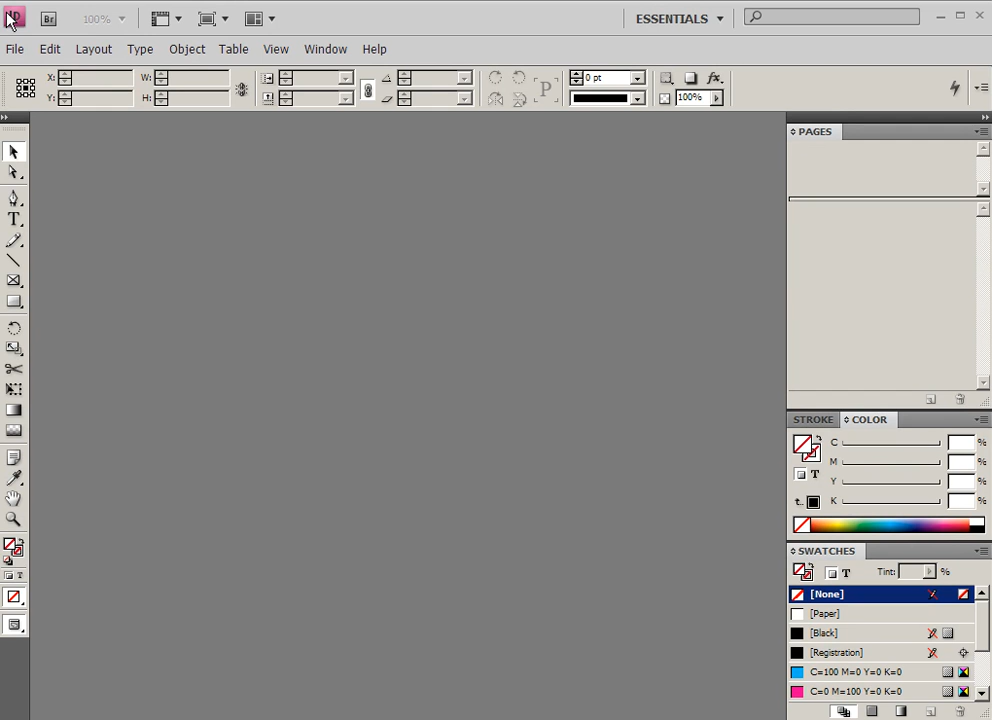 Br 100% ESSENTIALS
File Edit Layout Type Object Table View Window Help
X: W: 0 pt fx.
Y: H: P 100%
PAGES
STROKE COLOR
C %
M %
T Y %
K %
SWATCHES
T Tint: %
[None]
[Paper]
[Black]
[Registration]
C=100 M=0 Y=0 K=0
C=0 M=100 Y=0 K=0
T
T